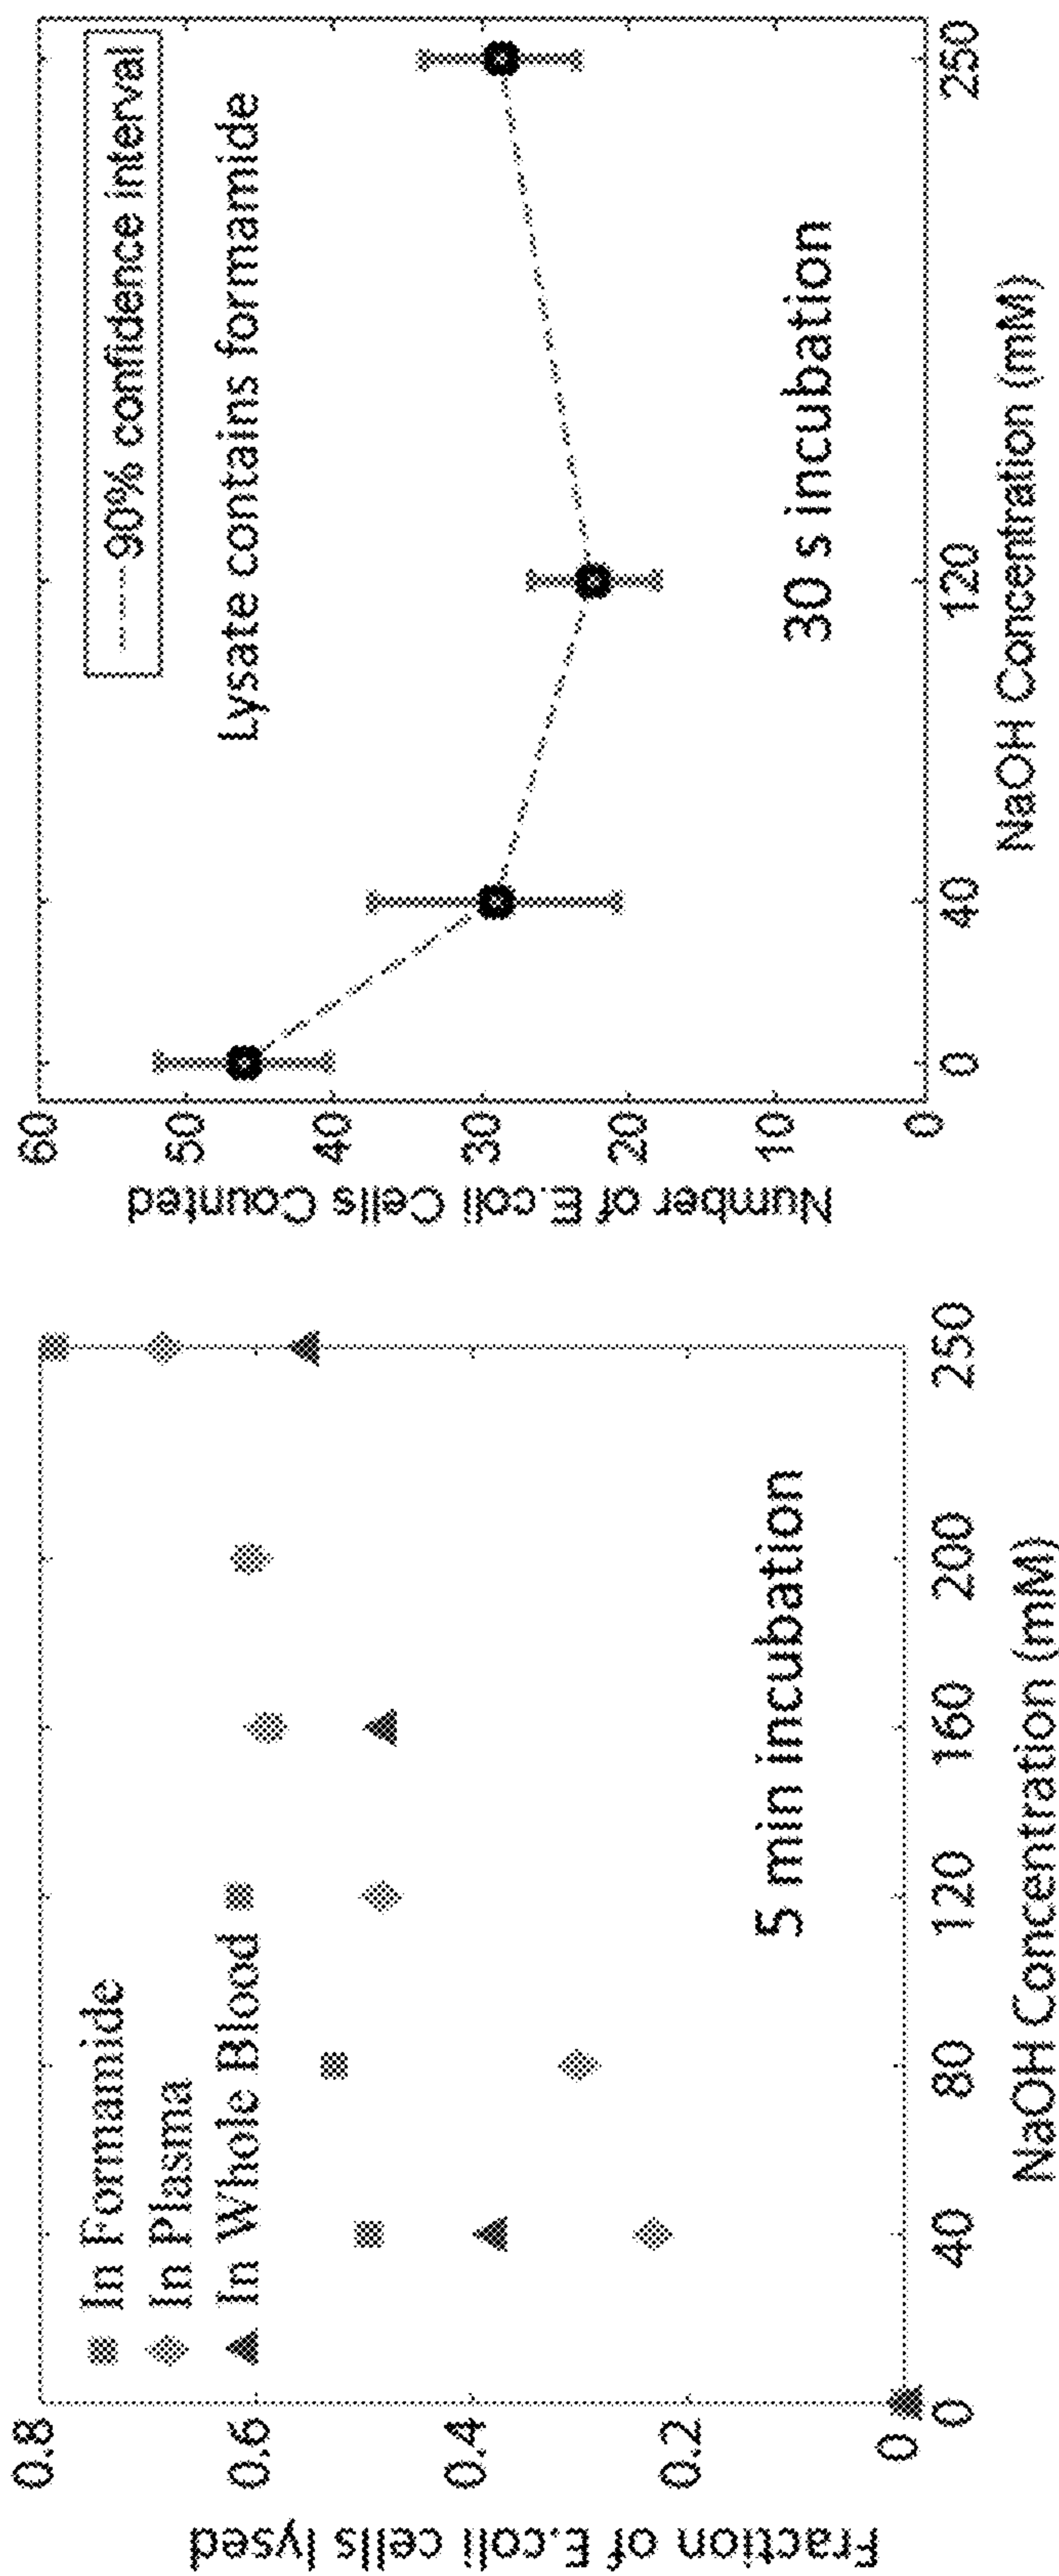 Fraction of E.coli cells lysed
0.8
0.6
0.4
0.2
0
In Formamide
In Plasma
In Whole Blood
5 min incubation
0 40 80 120 160 200 250
NaOH Concentration (mM)
Number of E.coli Cells Counted
60
50
40
30
20
10
0
90% confidence interval
Lysate contains formamide
30 s incubation
0 40 120 250
NaOH Concentration (mM)